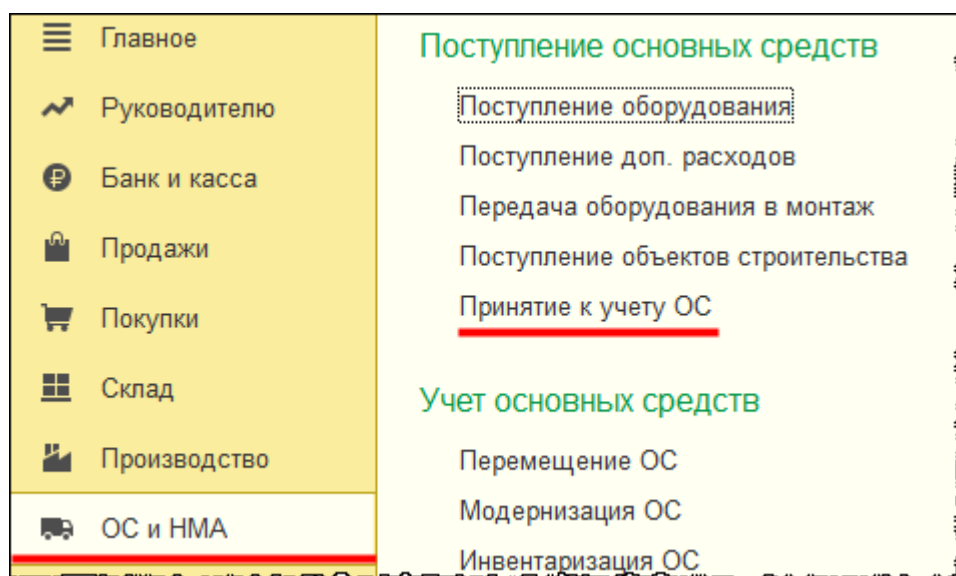 Главное
Руководителю
Банк и касса
Продажи
Покупки
Склад
Производство
ОС и НМА
Поступление основных средств
Поступление оборудования
Поступление доп. расходов
Передача оборудования в монтаж
Поступление объектов строительства
Принятие к учету ОС
Учет основных средств
Перемещение ОС
Модернизация ОС
Инвентаризация ОС